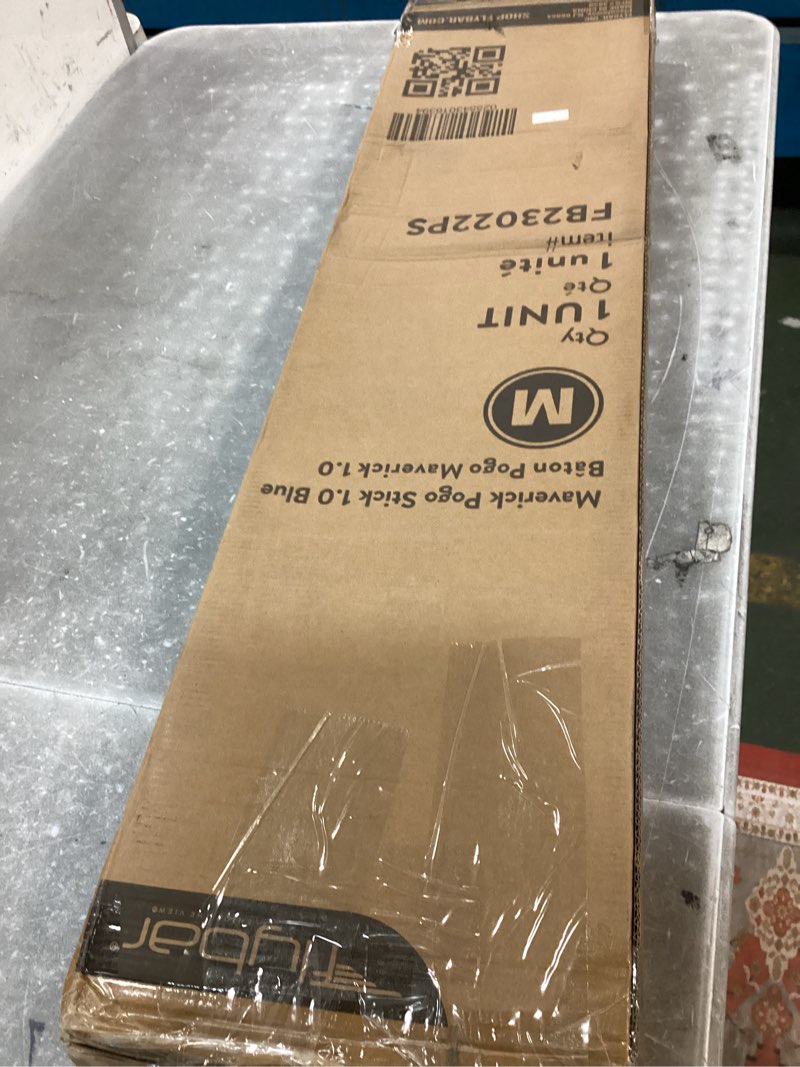 flybar®
Maverick Pogo Stick 1.0 Blue
Bâton Pogo Maverick 1.0
M
Qty
1 UNIT
Qté
1 unité
item#
FB23022PS
SHOP FLYBAR.COM